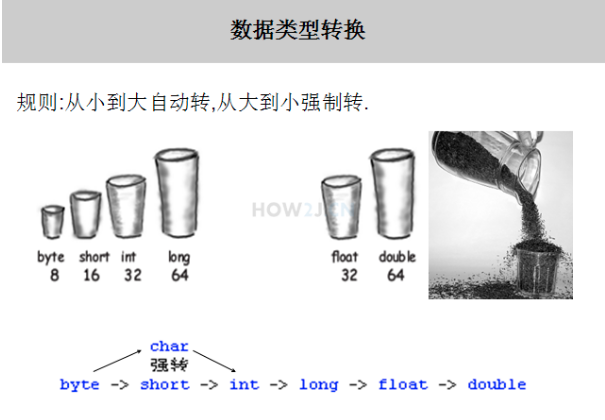 数据类型转换
规则:从小到大自动转,从大到小强制转.
HOW2J.CN
byte short int long float double
8 16 32 64 32 64
char
强转
byte -> short -> int -> long -> float -> double